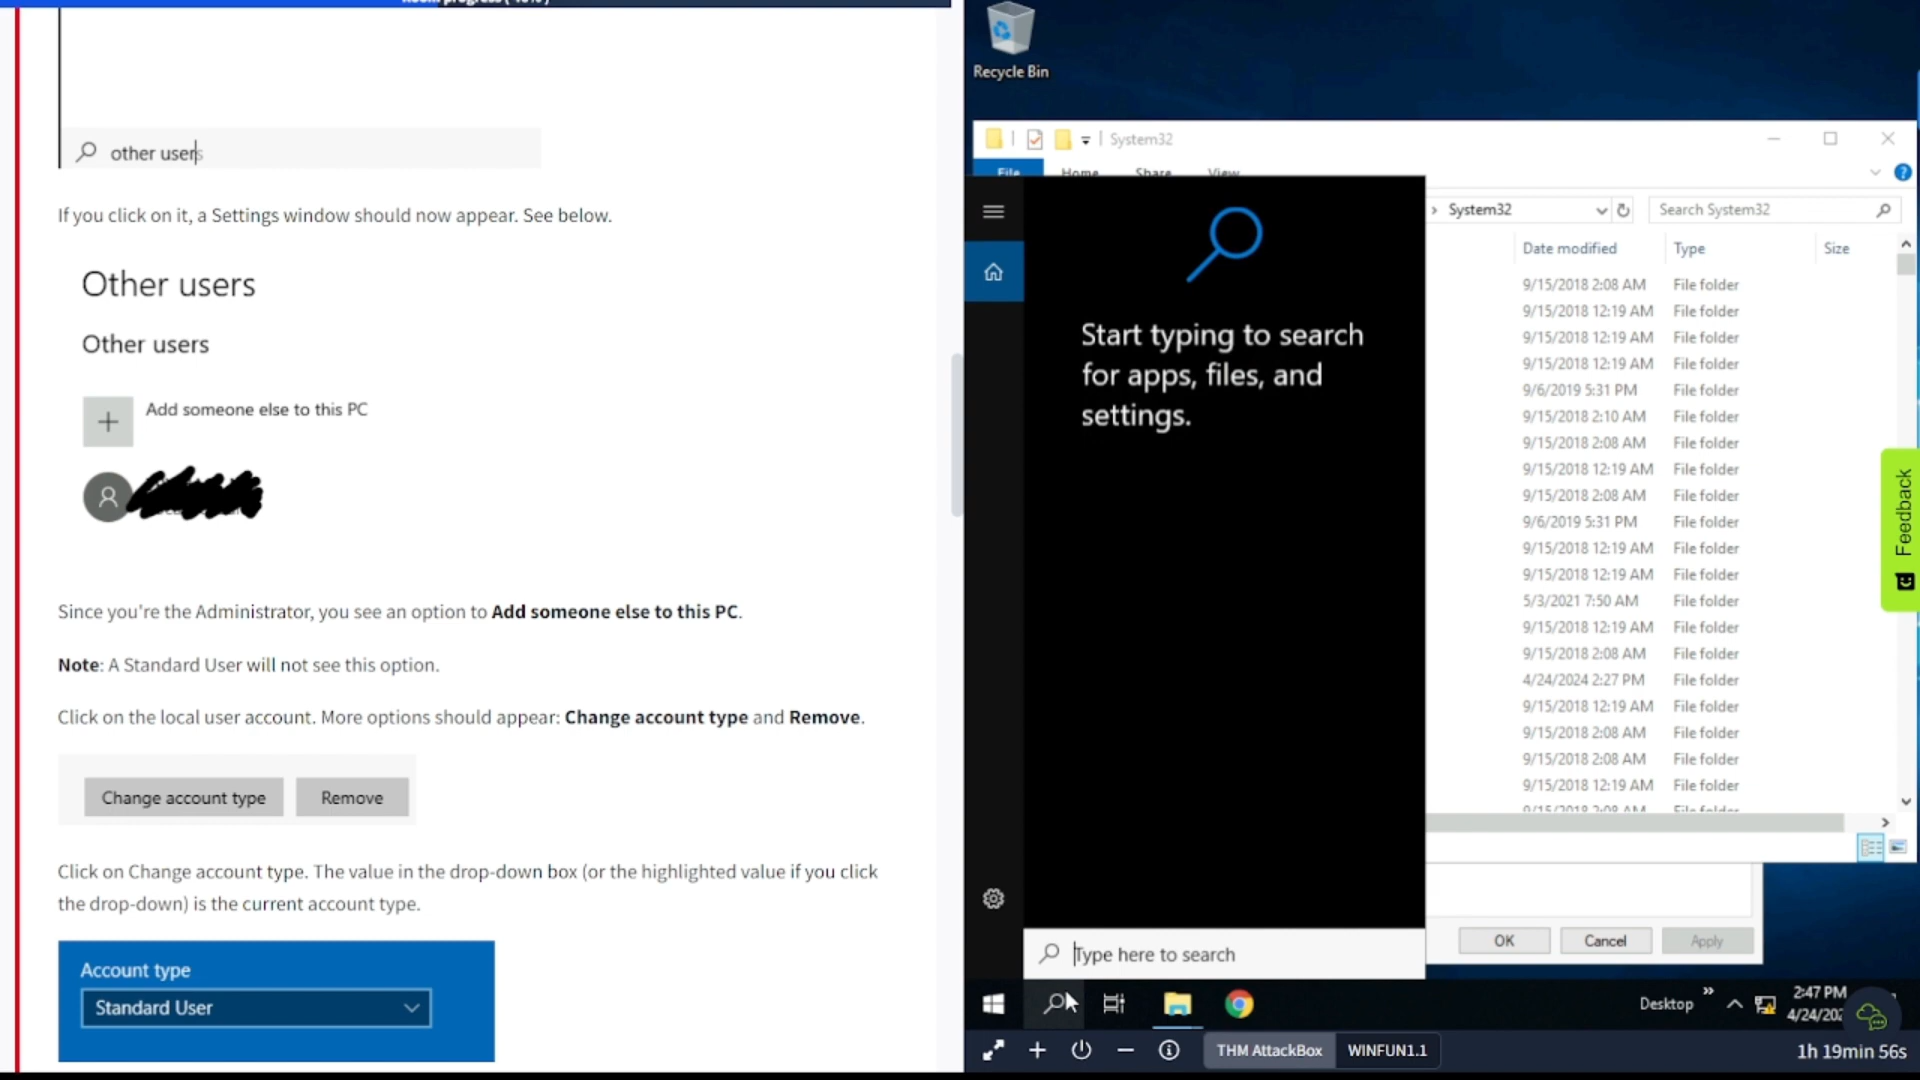 other users
If you click on it, a Settings window should now appear. See below.
Other users
Other users
Add someone else to this PC
Since you're the Administrator, you see an option to Add someone else to this PC.
Note: A Standard User will not see this option.
Click on the local user account. More options should appear: Change account type and Remove.
Change account type Remove
Click on Change account type. The value in the drop-down box (or the highlighted value if you click
the drop-down) is the current account type.
Account type
Standard User
Recycle Bin
System32
File Home Share View
System32 Search System32
Date modified Type Size
9/15/2018 2:08 AM File folder
9/15/2018 12:19 AM File folder
9/15/2018 12:19 AM File folder
9/15/2018 12:19 AM File folder
9/6/2019 5:31 PM File folder
9/15/2018 2:10 AM File folder
9/15/2018 2:08 AM File folder
9/15/2018 12:19 AM File folder
9/15/2018 2:08 AM File folder
9/6/2019 5:31 PM File folder
9/15/2018 12:19 AM File folder
9/15/2018 12:19 AM File folder
5/3/2021 7:50 AM File folder
9/15/2018 12:19 AM File folder
9/15/2018 2:08 AM File folder
4/24/2024 2:27 PM File folder
9/15/2018 12:19 AM File folder
9/15/2018 2:08 AM File folder
9/15/2018 2:08 AM File folder
9/15/2018 12:19 AM File folder
9/15/2018 2:08 AM File folder
Start typing to search
for apps, files, and
settings.
Type here to search
OK Cancel Apply
Feedback
Desktop
2:47 PM
4/24/202
THM AttackBox WINFUN1.1
1h 19min 56s